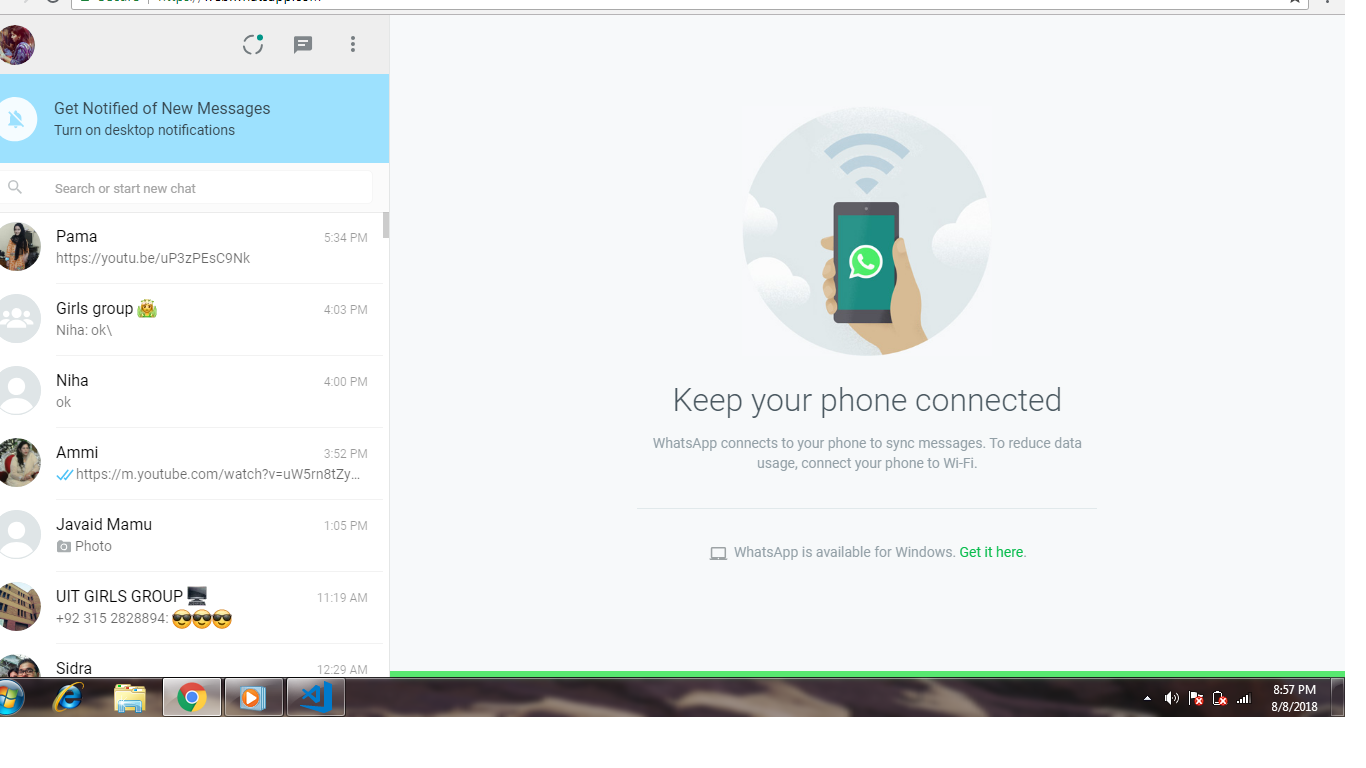 Get Notified of New Messages
Turn on desktop notifications
Search or start new chat
Pama 5:34 PM
https://youtu.be/uP3zPEsC9Nk
Girls group 👸 4:03 PM
Niha: ok\
Niha 4:00 PM
ok
Ammi 3:52 PM
https://m.youtube.com/watch?v=uW5rn8tZy...
Javaid Mamu 1:05 PM
Photo
UIT GIRLS GROUP 🖥️ 11:19 AM
+92 315 2828894: 😎😎😎
Sidra 12:29 AM
Keep your phone connected
WhatsApp connects to your phone to sync messages. To reduce data
usage, connect your phone to Wi-Fi.
WhatsApp is available for Windows. Get it here.
8:57 PM
8/8/2018